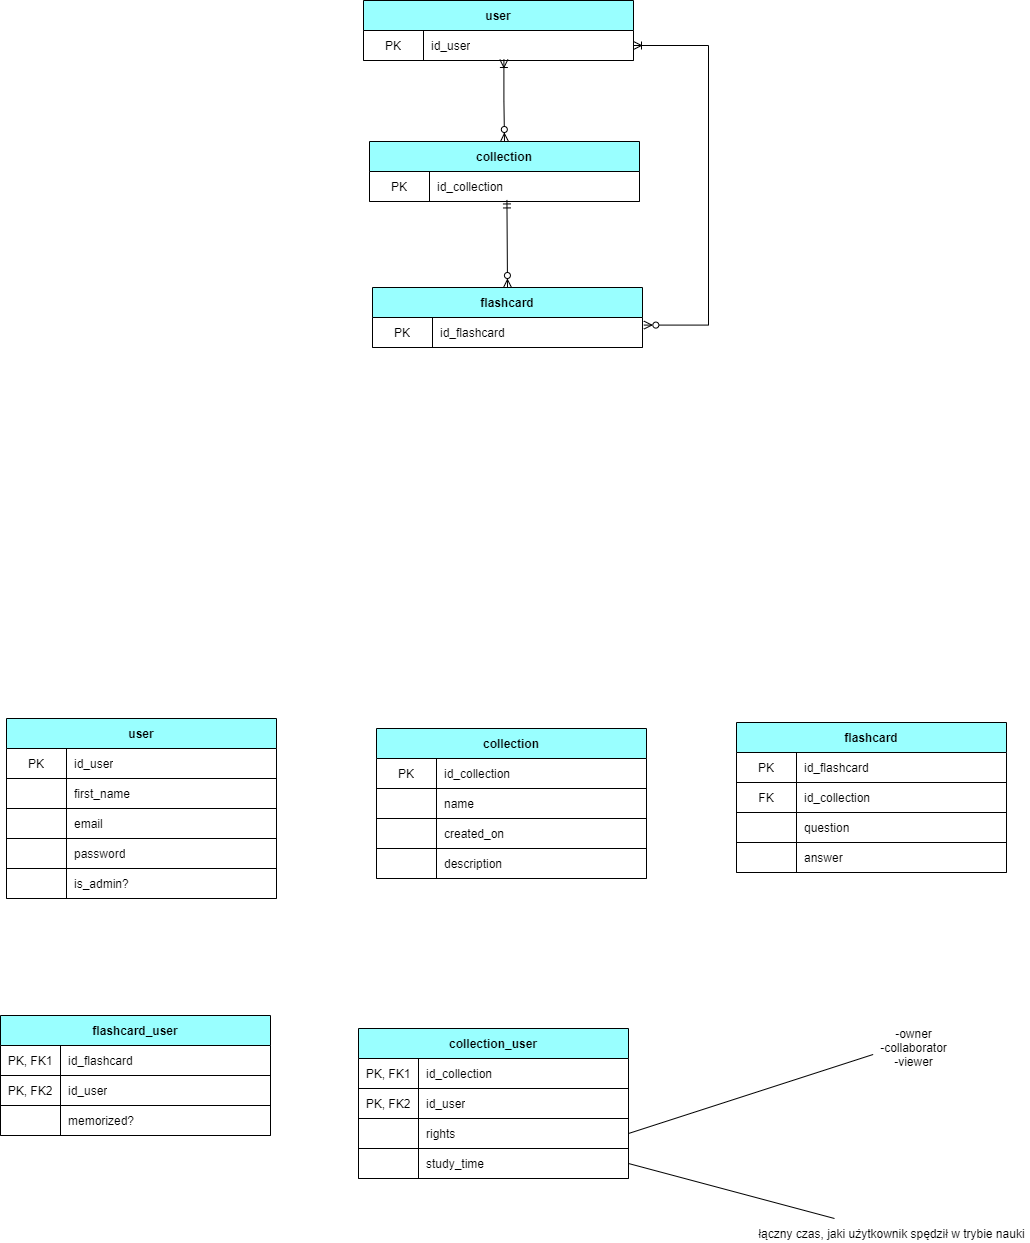 user
PK id_user
collection
PK id_collection
flashcard
PK id_flashcard
user
PK id_user
first_name
email
password
is_admin?
collection
PK id_collection
name
created_on
description
flashcard
PK id_flashcard
FK id_collection
question
answer
flashcard_user
PK, FK1 id_flashcard
PK, FK2 id_user
memorized?
collection_user
PK, FK1 id_collection
PK, FK2 id_user
rights
study_time
-owner
-collaborator
-viewer
łączny czas, jaki użytkownik spędził w trybie nauki